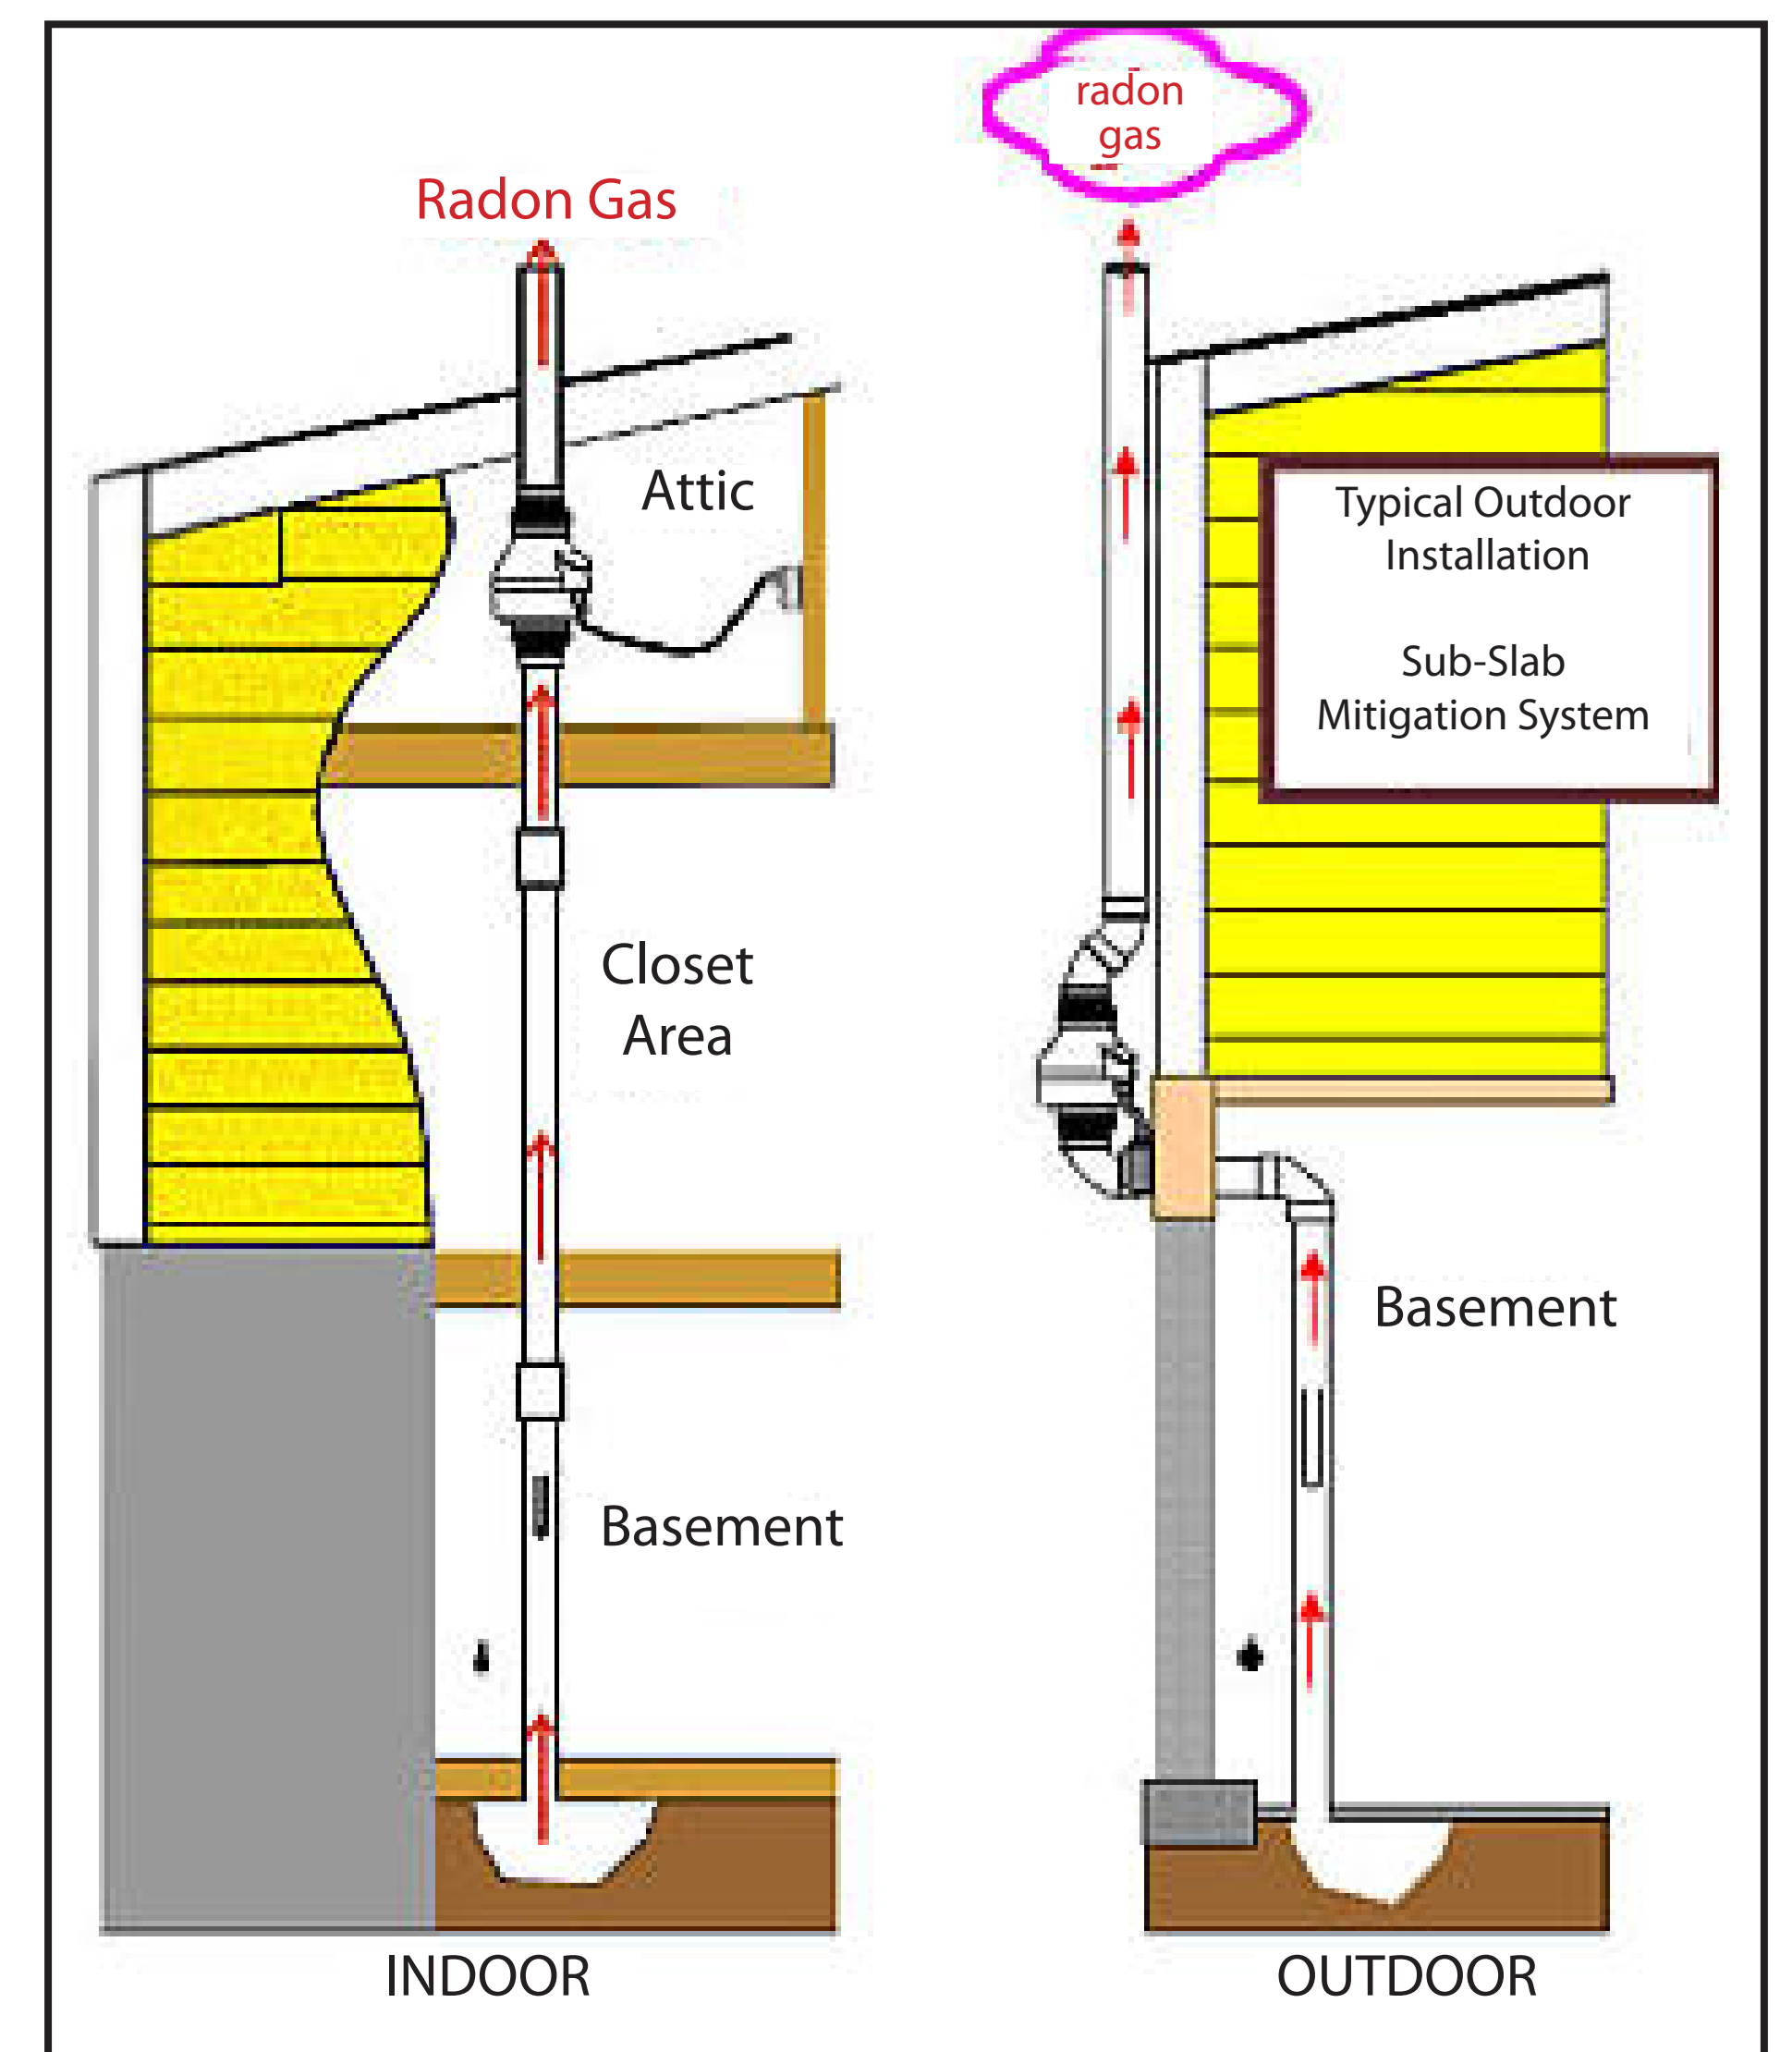 radon
gas
Radon Gas
Attic
Typical Outdoor
Installation
Sub-Slab
Mitigation System
Closet
Area
Basement
Basement
INDOOR
OUTDOOR